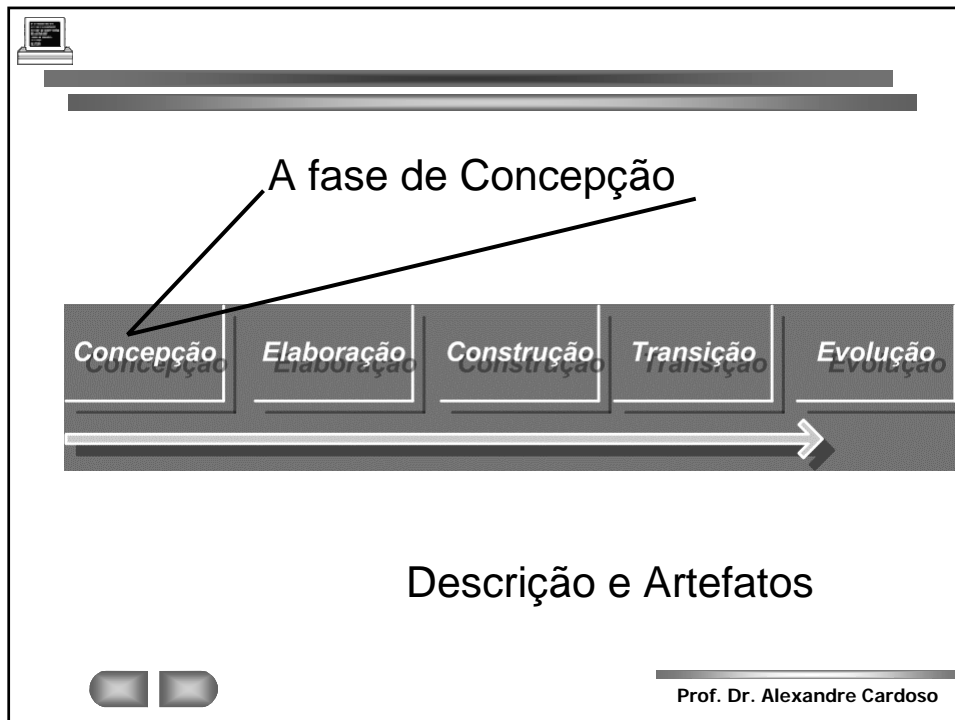 A fase de Concepção
Concepção Elaboração Construção Transição Evolução
Descrição e Artefatos
Prof. Dr. Alexandre Cardoso